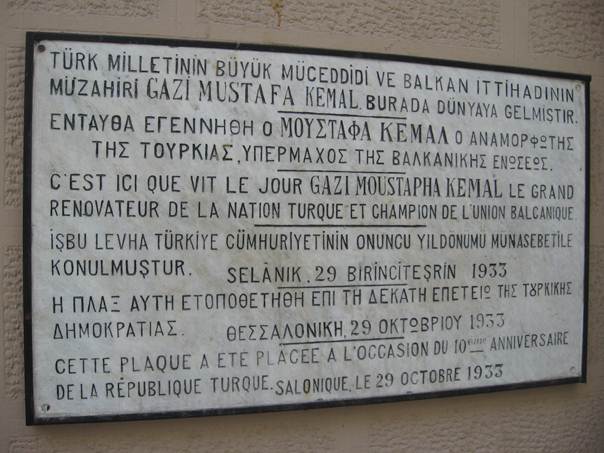 TÜRK MİLLETİNİN BÜYÜK MÜCEDDİDİ VE BALKAN İTTİHADININ
MÜZAHİRİ GAZİ MUSTAFA KEMAL, BURADA DÜNYAYA GELMİSTİR.
ΕΝΤΑΥΘΑ ΕΓΕΝΝΗΘΗ Ο ΜΟΥΣΤΑΦΑ ΚΕΜΑΛ Ο ΑΝΑΜΟΡΦΩΤΗΣ
ΤΗΣ ΤΟΥΡΚΙΑΣ, ΥΠΕΡΜΑΧΟΣ ΤΗΣ ΒΑΛΚΑΝΙΚΗΣ ΕΝΩΣΕΩΣ.
C'EST ICI QUE VIT LE JOUR GAZI MOUSTAPHA KEMAL LE GRAND
RENOVATEUR DE LA NATION TURQUE ET CHAMPION DE L'UNION BALCANIQUE
İŞBU LEVHA TÜRKİYE CÜMHURİYETİNİN ONUNCU YILDÖNUMU MUNASEBETİLE
KONULMUŞTUR. SELÂNİK, 29 BİRİNCİTEŞRİN 1933
Η ΠΛΑΞ ΑΥΤΗ ΕΤΟΠΟΘΕΤΗΘΗ ΕΠΙ ΤΗ ΔΕΚΑΤΗ ΕΠΕΤΕΙΩ ΤΗΣ ΤΟΥΡΚΙΚΗΣ
ΔΗΜΟΚΡΑΤΙΑΣ. ΘΕΣΣΑΛΟΝΙΚΗ, 29 ΟΚΤΩΒΡΙΟΥ 1933
CETTE PLAQUE A ETE PLACEE A L'OCCASION DU 10ème ANNIVERSAIRE
DE LA RÉPUBLIQUE TURQUE. SALONIQUE, LE 29 OCTOBRE 1933